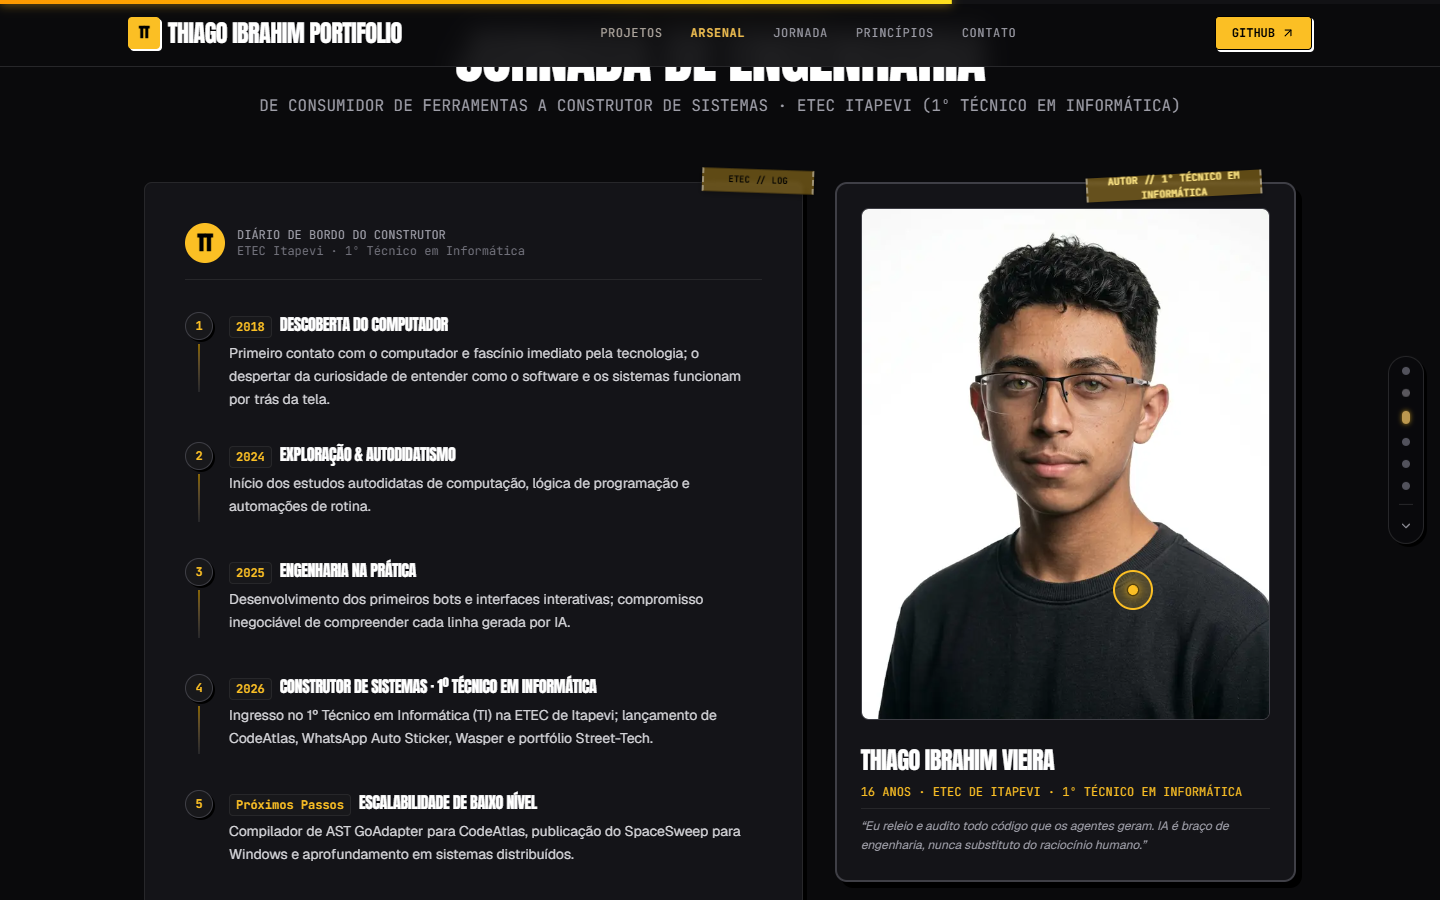 THIAGO IBRAHIM PORTIFOLIO
PROJETOS
ARSENAL
JORNADA
PRINCÍPIOS
CONTATO
GITHUB
JORNADA DE ENGENHARIA
DE CONSUMIDOR DE FERRAMENTAS A CONSTRUTOR DE SISTEMAS · ETEC ITAPEVI (1º TÉCNICO EM INFORMÁTICA)
ETEC // LOG
DIÁRIO DE BORDO DO CONSTRUTOR
ETEC Itapevi · 1º Técnico em Informática
1
2018 DESCOBERTA DO COMPUTADOR
Primeiro contato com o computador e fascínio imediato pela tecnologia; o
despertar da curiosidade de entender como o software e os sistemas funcionam
por trás da tela.
2
2024 EXPLORAÇÃO & AUTODIDATISMO
Início dos estudos autodidatas de computação, lógica de programação e
automações de rotina.
3
2025 ENGENHARIA NA PRÁTICA
Desenvolvimento dos primeiros bots e interfaces interativas; compromisso
inegociável de compreender cada linha gerada por IA.
4
2026 CONSTRUTOR DE SISTEMAS · 1º TÉCNICO EM INFORMÁTICA
Ingresso no 1º Técnico em Informática (TI) na ETEC de Itapevi; lançamento de
CodeAtlas, WhatsApp Auto Sticker, Wasper e portfólio Street-Tech.
5
Próximos Passos ESCALABILIDADE DE BAIXO NÍVEL
Compilador de AST GoAdapter para CodeAtlas, publicação do SpaceSweep para
Windows e aprofundamento em sistemas distribuídos.
AUTOR // 1º TÉCNICO EM
INFORMÁTICA
THIAGO IBRAHIM VIEIRA
16 ANOS · ETEC DE ITAPEVI · 1º TÉCNICO EM INFORMÁTICA
“Eu releio e audito todo código que os agentes geram. IA é braço de
engenharia, nunca substituto do raciocínio humano.”